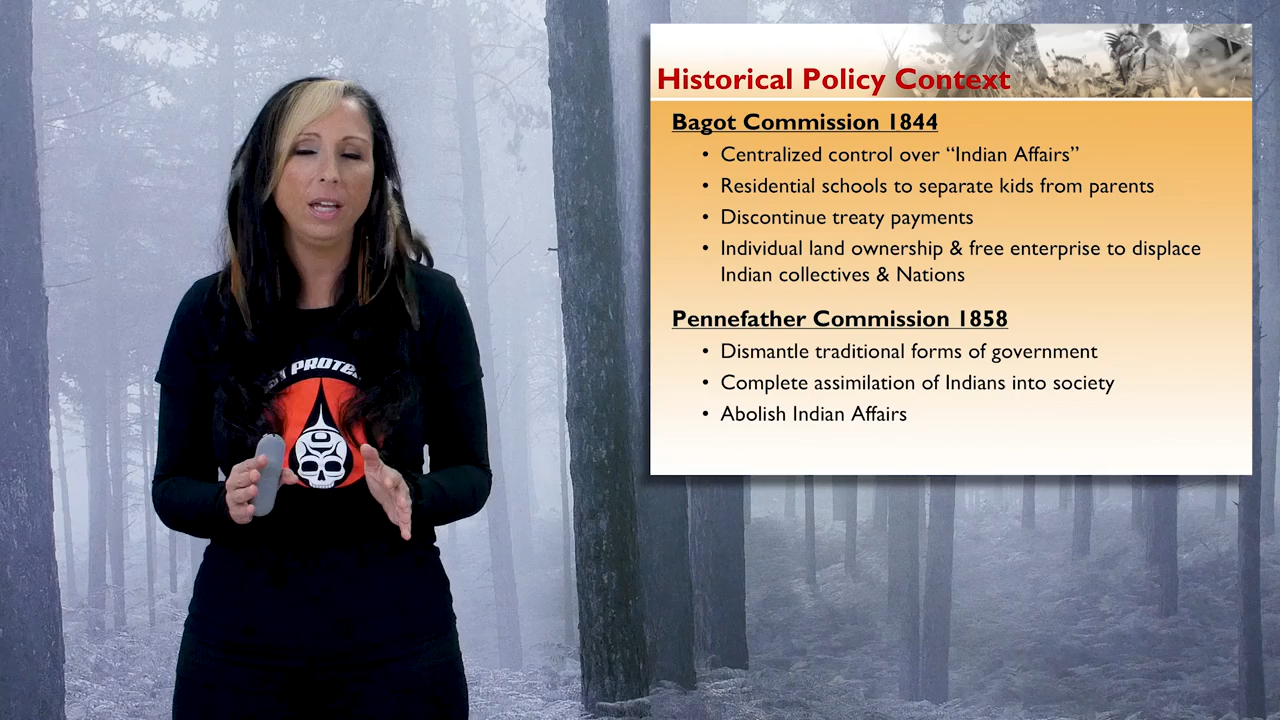 Historical Policy Context
Bagot Commission 1844
• Centralized control over “Indian Affairs”
• Residential schools to separate kids from parents
• Discontinue treaty payments
• Individual land ownership & free enterprise to displace
Indian collectives & Nations
Pennefather Commission 1858
• Dismantle traditional forms of government
• Complete assimilation of Indians into society
• Abolish Indian Affairs